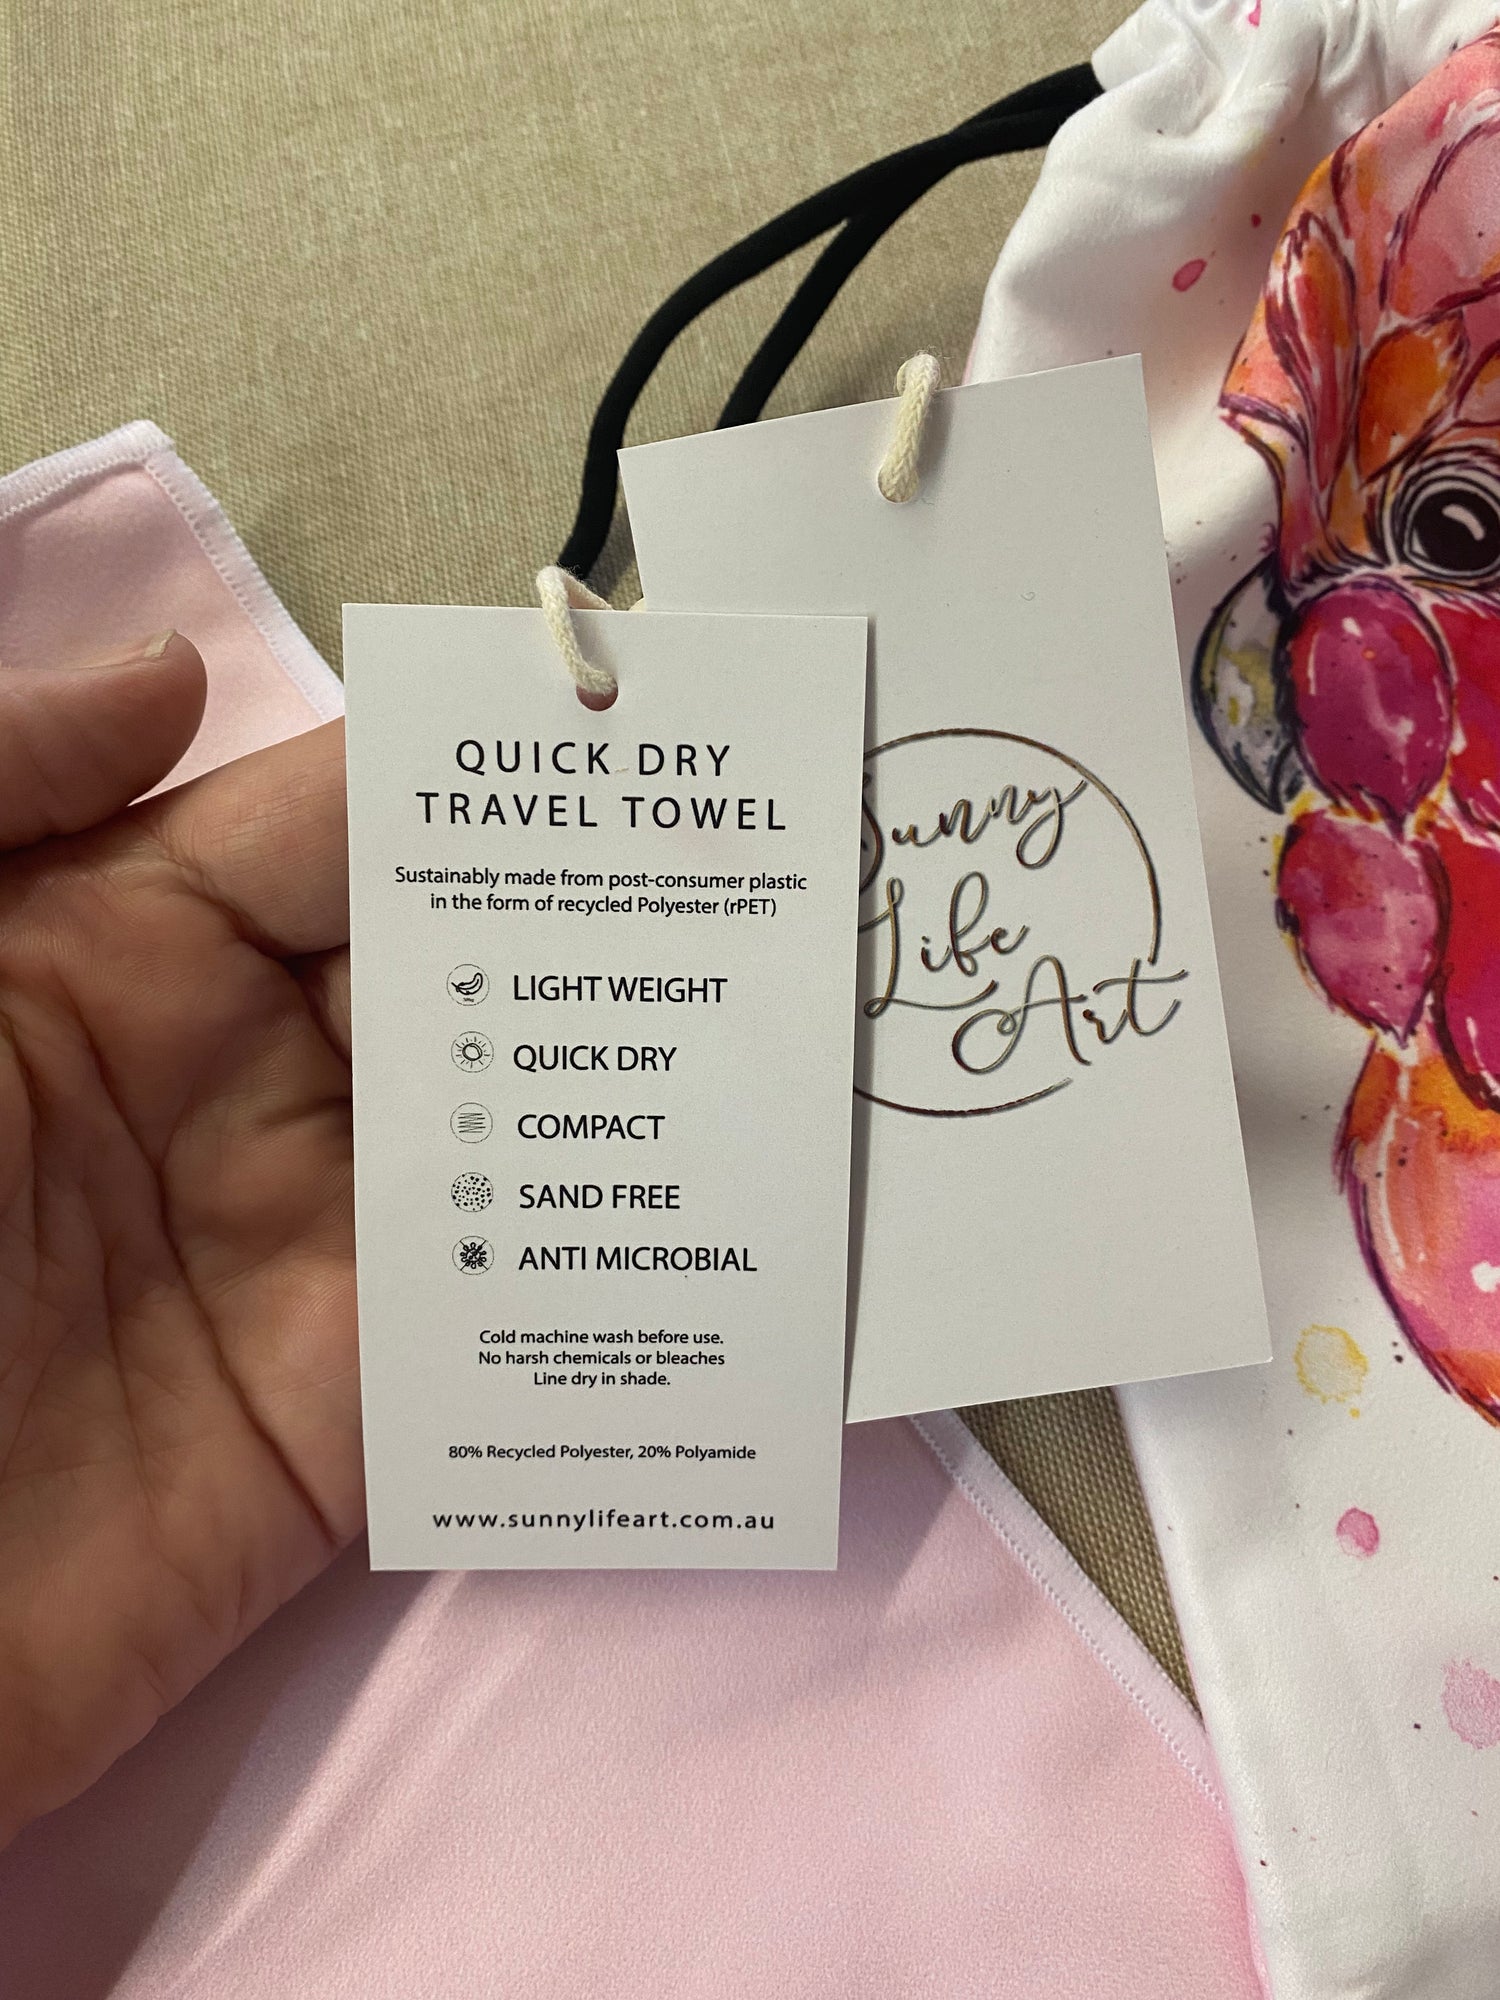 QUICK DRY
TRAVEL TOWEL
Sustainably made from post-consumer plastic
in the form of recycled Polyester (rPET)
LIGHT WEIGHT
QUICK DRY
COMPACT
SAND FREE
ANTI MICROBIAL
Cold machine wash before use.
No harsh chemicals or bleaches
Line dry in shade.
80% Recycled Polyester, 20% Polyamide
www.sunnylifeart.com.au
Sunny
Life
Art